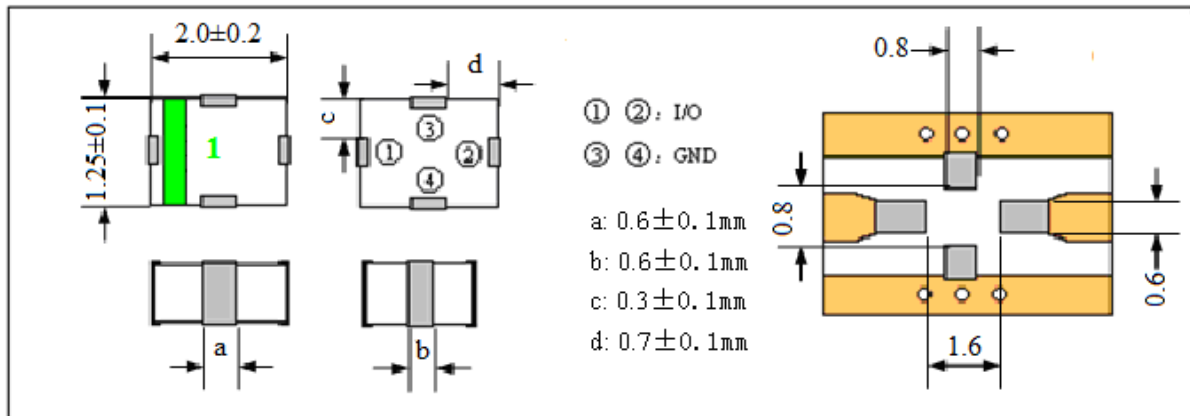 2.0±0.2
1.25±0.1
1
c
d
①
②
③
④
① ②: I/O
③ ④: GND
a: 0.6±0.1mm
b: 0.6±0.1mm
c: 0.3±0.1mm
d: 0.7±0.1mm
a
b
0.8
0.8
0.6
1.6